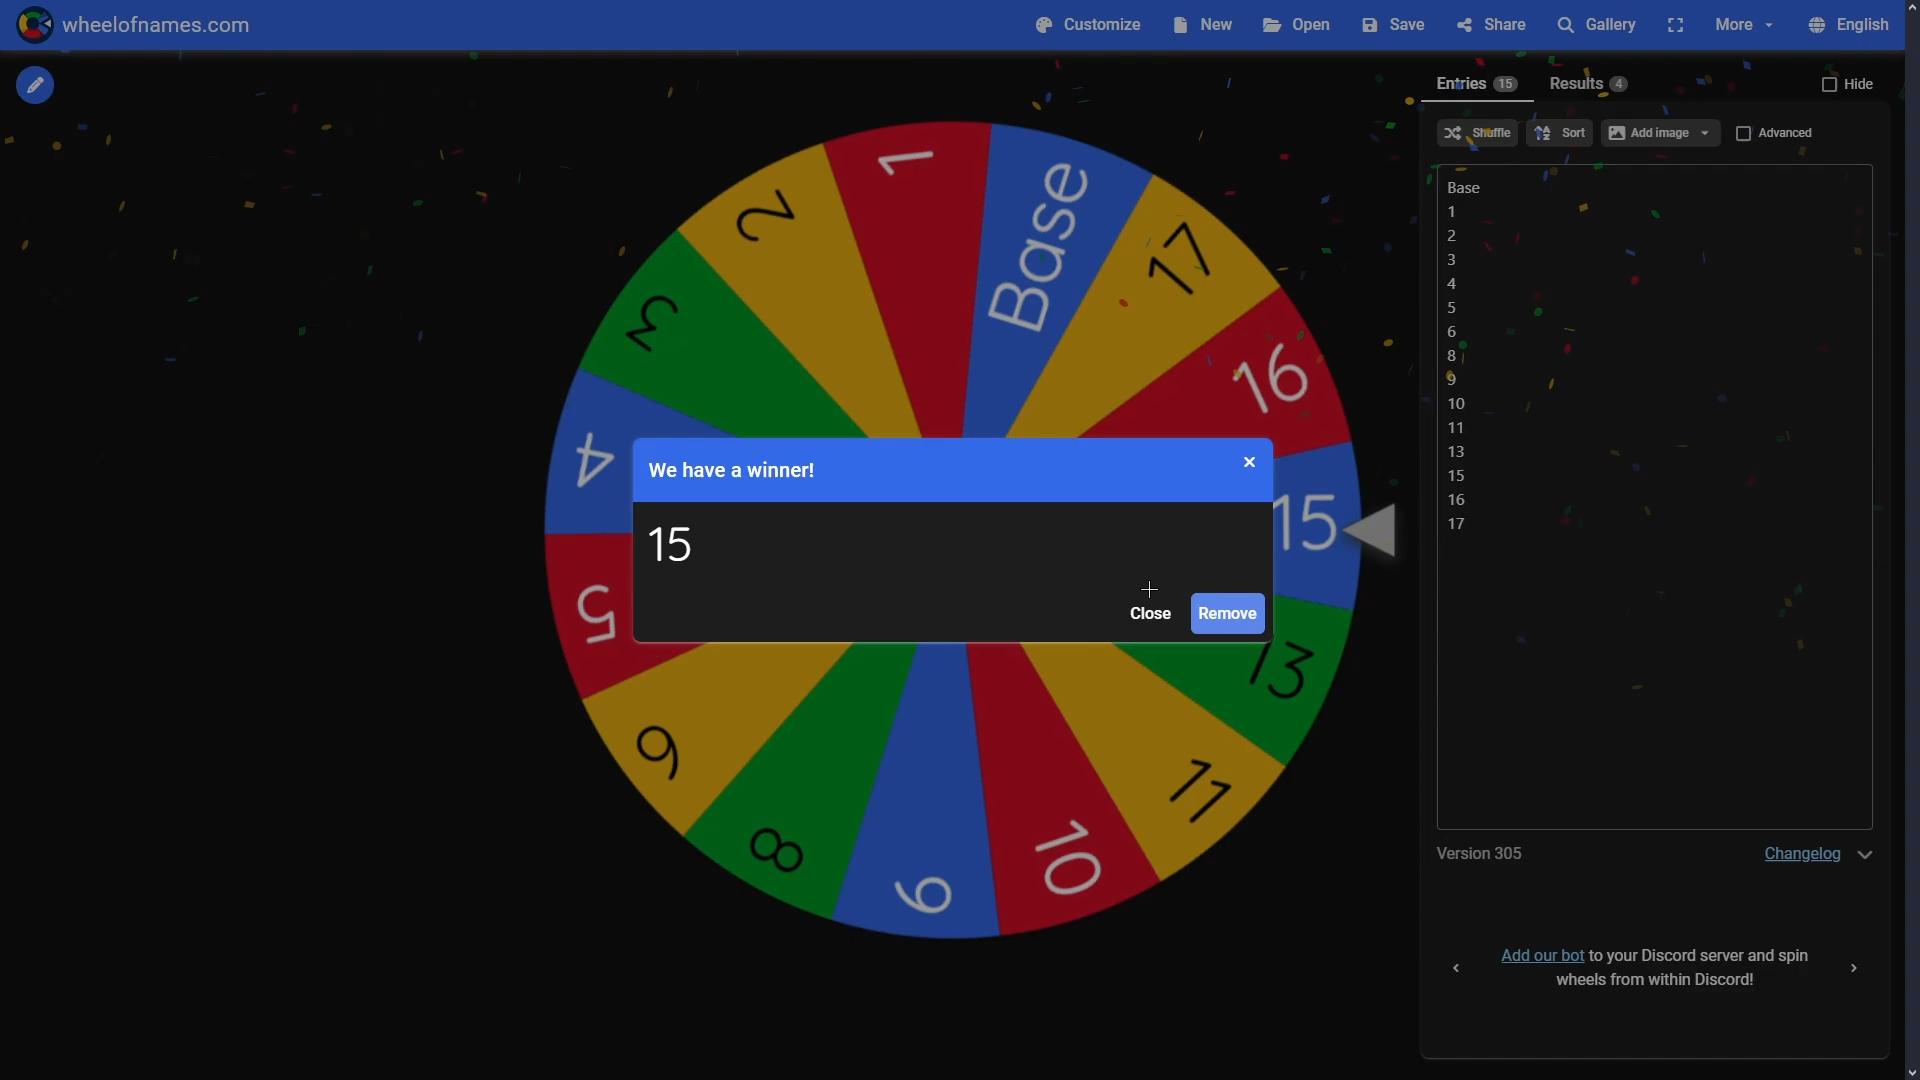 wheelofnames.com
Customize
New
Open
Save
Share
Gallery
More
English
Entries 15
Results 4
Hide
Shuffle
Sort
Add image
Advanced
Base
1
2
3
4
5
6
8
9
10
11
13
15
16
17
1
Base
17
16
15
13
11
10
9
8
6
5
4
3
2
We have a winner!
15
Close
Remove
Version 305
Changelog
Add our bot to your Discord server and spin
wheels from within Discord!